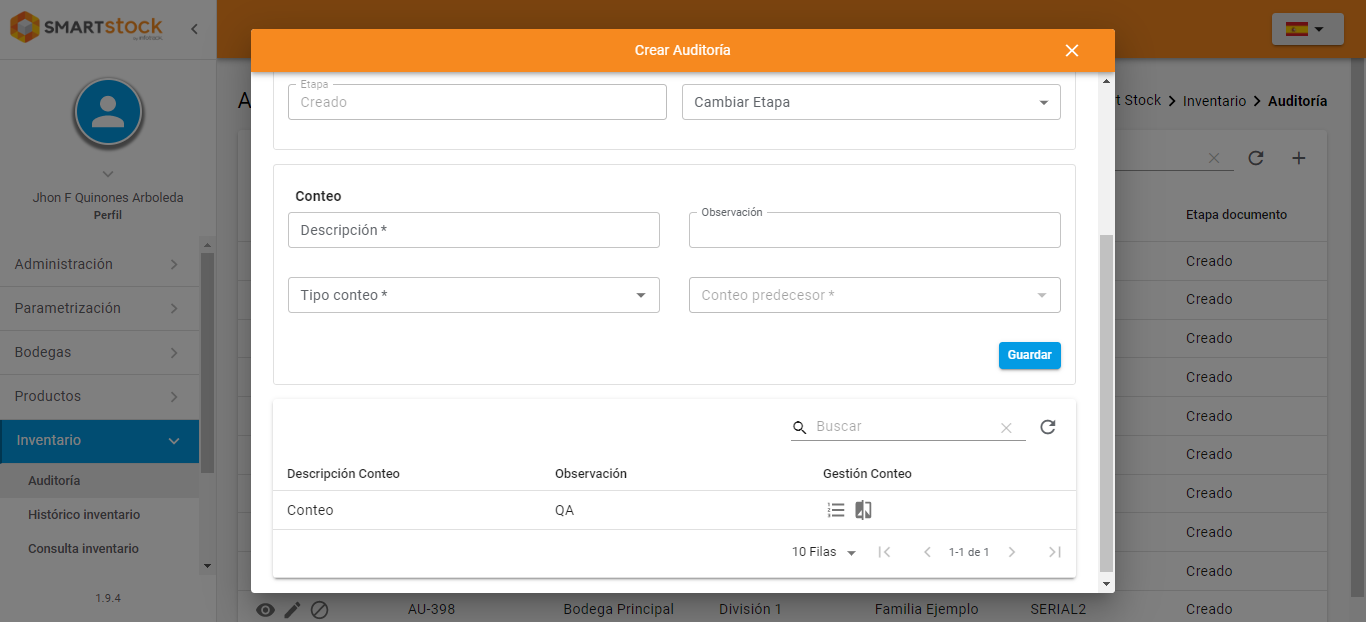 SMARTSTOCK
Crear Auditoría
Etapa
Creado
Cambiar Etapa
t Stock > Inventario > Auditoría
Jhon F Quinones Arboleda
Perfil
Administración
Parametrización
Bodegas
Productos
Inventario
Auditoría
Histórico inventario
Consulta inventario
1.9.4
Conteo
Descripción *
Observación
Tipo conteo *
Conteo predecesor *
Guardar
Buscar
Descripción Conteo
Observación
Gestión Conteo
Conteo
QA
10 Filas
1-1 de 1
Etapa documento
Creado
Creado
Creado
Creado
Creado
Creado
Creado
Creado
Creado
AU-398
Bodega Principal
División 1
Familia Ejemplo
SERIAL2
Creado